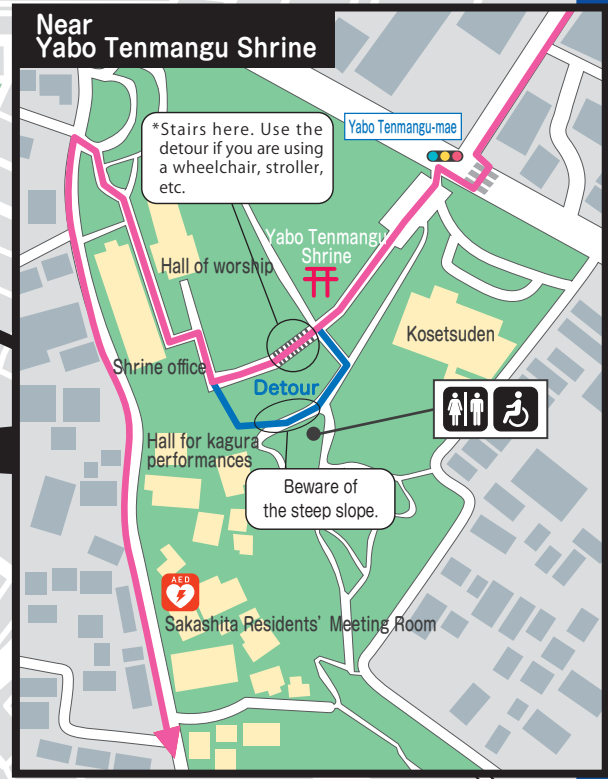 Near
Yabo Tenmangu Shrine
*Stairs here. Use the
detour if you are using
a wheelchair, stroller,
etc.
Yabo Tenmangu-mae
Yabo Tenmangu
Shrine
Hall of worship
Kosetsuden
Shrine office
Detour
Hall for kagura
performances
Beware of
the steep slope.
AED
Sakashita Residents' Meeting Room